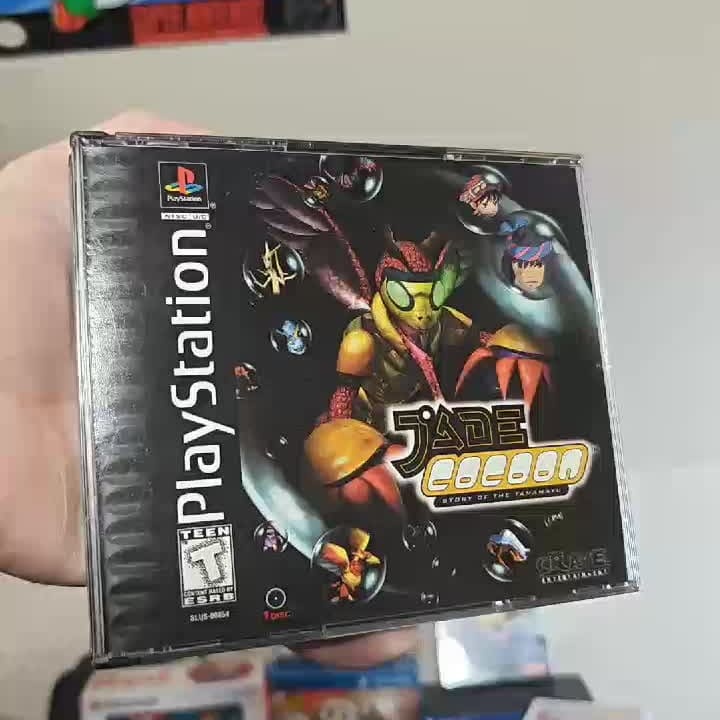 PlayStation
NTSC U/C
PlayStation
JADE
COCOON
STORY OF THE TAMAMAYU
TEEN
T
CONTENT RATED BY
ESRB
SLUS-00854
1 DISC
CRAVE
ENTERTAINMENT